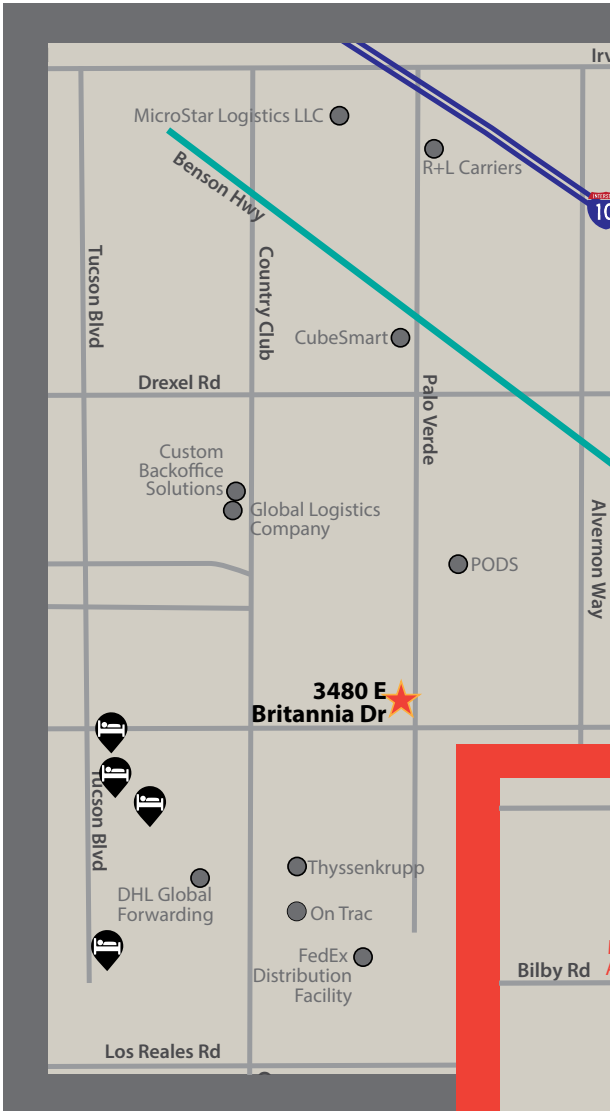 Irv
MicroStar Logistics LLC
R+L Carriers
Benson Hwy
INTERS
10
Tucson Blvd
Country Club
CubeSmart
Drexel Rd
Palo Verde
Custom
Backoffice
Solutions
Global Logistics
Company
Alvernon Way
PODS
3480 E
Britannia Dr
Tucson Blvd
Thyssenkrupp
DHL Global
Forwarding
On Trac
FedEx
Distribution
Facility
Bilby Rd
Los Reales Rd